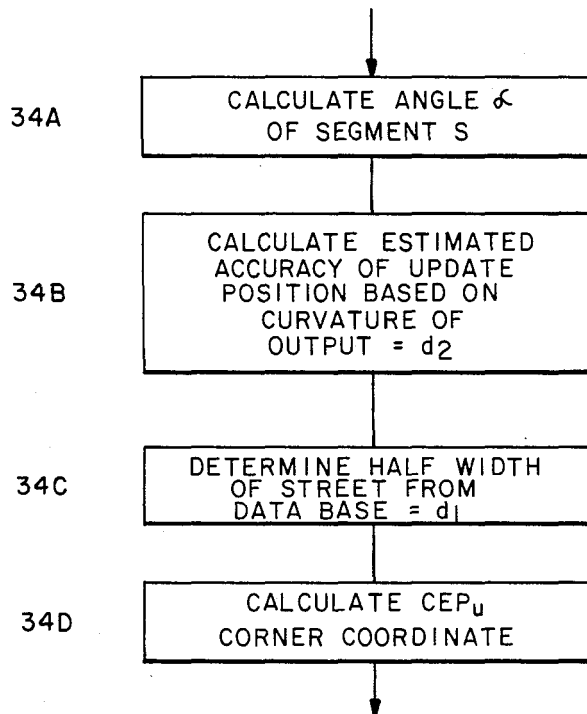 34A
CALCULATE ANGLE α
OF SEGMENT S
34B
CALCULATE ESTIMATED
ACCURACY OF UPDATE
POSITION BASED ON
CURVATURE OF
OUTPUT = d2
34C
DETERMINE HALF WIDTH
OF STREET FROM
DATA BASE = d1
34D
CALCULATE CEPu
CORNER COORDINATE